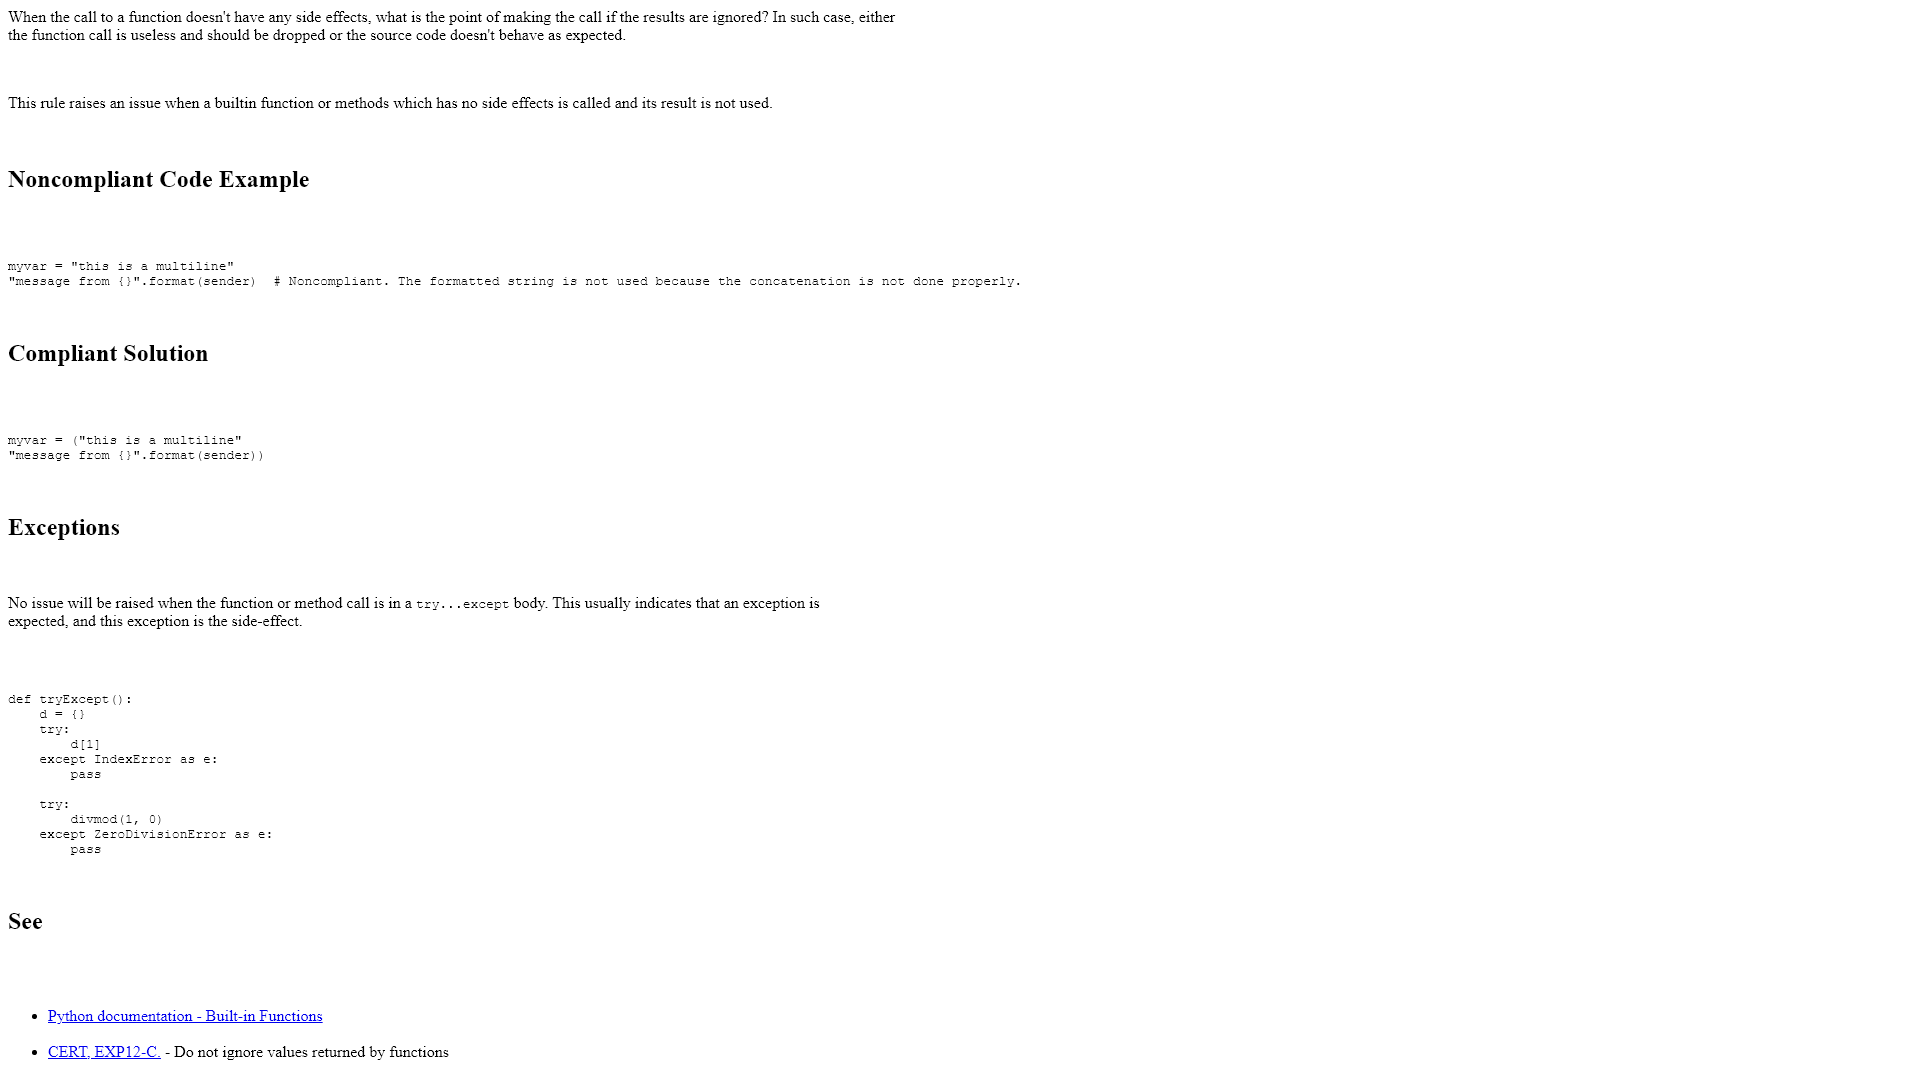 When the call to a function doesn't have any side effects, what is the point of making the call if the results are ignored? In such case, either
the function call is useless and should be dropped or the source code doesn't behave as expected.
This rule raises an issue when a builtin function or methods which has no side effects is called and its result is not used.
Noncompliant Code Example
myvar = "this is a multiline"
"message from {}".format(sender)  # Noncompliant. The formatted string is not used because the concatenation is not done properly.
Compliant Solution
myvar = ("this is a multiline"
"message from {}".format(sender))
Exceptions
No issue will be raised when the function or method call is in a try...except body. This usually indicates that an exception is
expected, and this exception is the side-effect.
def tryExcept():
    d = {}
    try:
        d[1]
    except IndexError as e:
        pass
    try:
        divmod(1, 0)
    except ZeroDivisionError as e:
        pass
See
• Python documentation - Built-in Functions
• CERT, EXP12-C. - Do not ignore values returned by functions